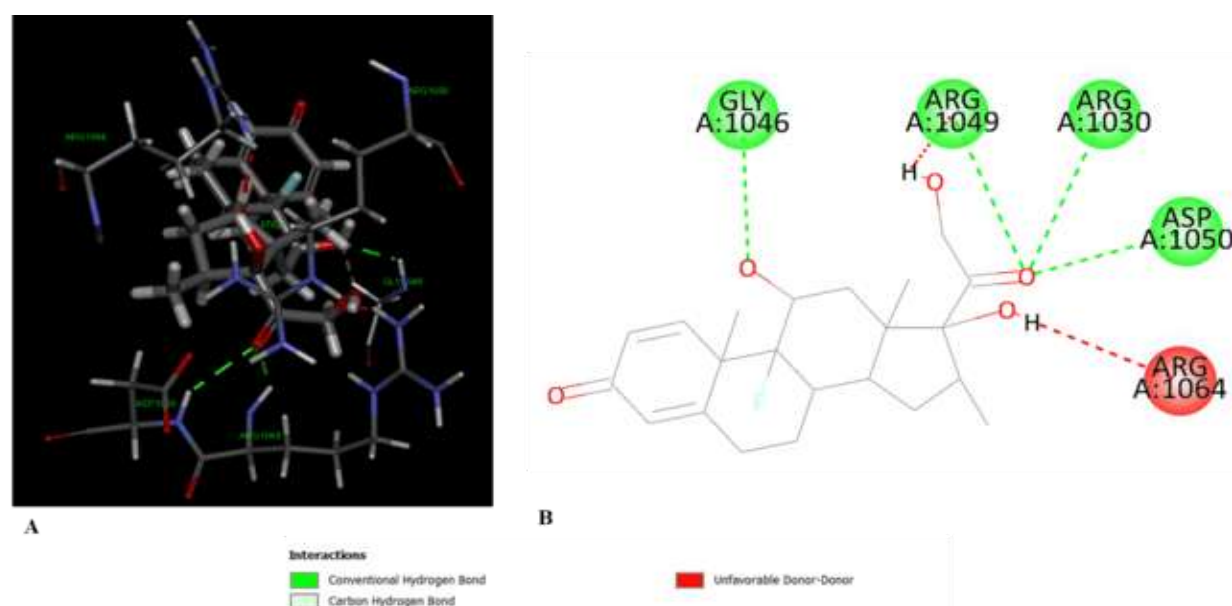 GLY
A:1046
ARG
A:1049
ARG
A:1030
ASP
A:1050
ARG
A:1064
H
O
O
O
O
H
O
A
B
Interactions
Conventional Hydrogen Bond
Carbon Hydrogen Bond
Unfavorable Donor-Donor